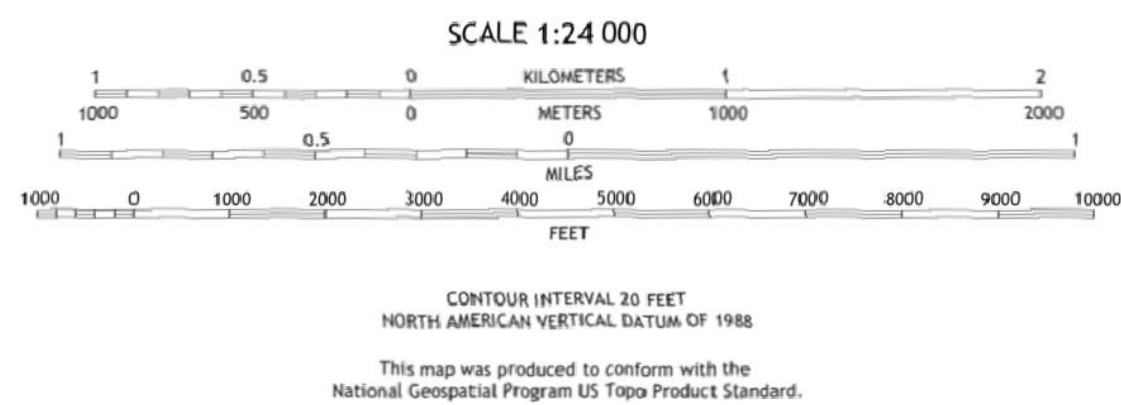 SCALE 1:24 000
1 0.5 0 KILOMETERS 1 2
1000 500 0 METERS 1000 2000
1 0.5 0 1
MILES
1000 0 1000 2000 3000 4000 5000 6000 7000 8000 9000 10000
FEET
CONTOUR INTERVAL 20 FEET
NORTH AMERICAN VERTICAL DATUM OF 1988
This map was produced to conform with the
National Geospatial Program US Topo Product Standard.